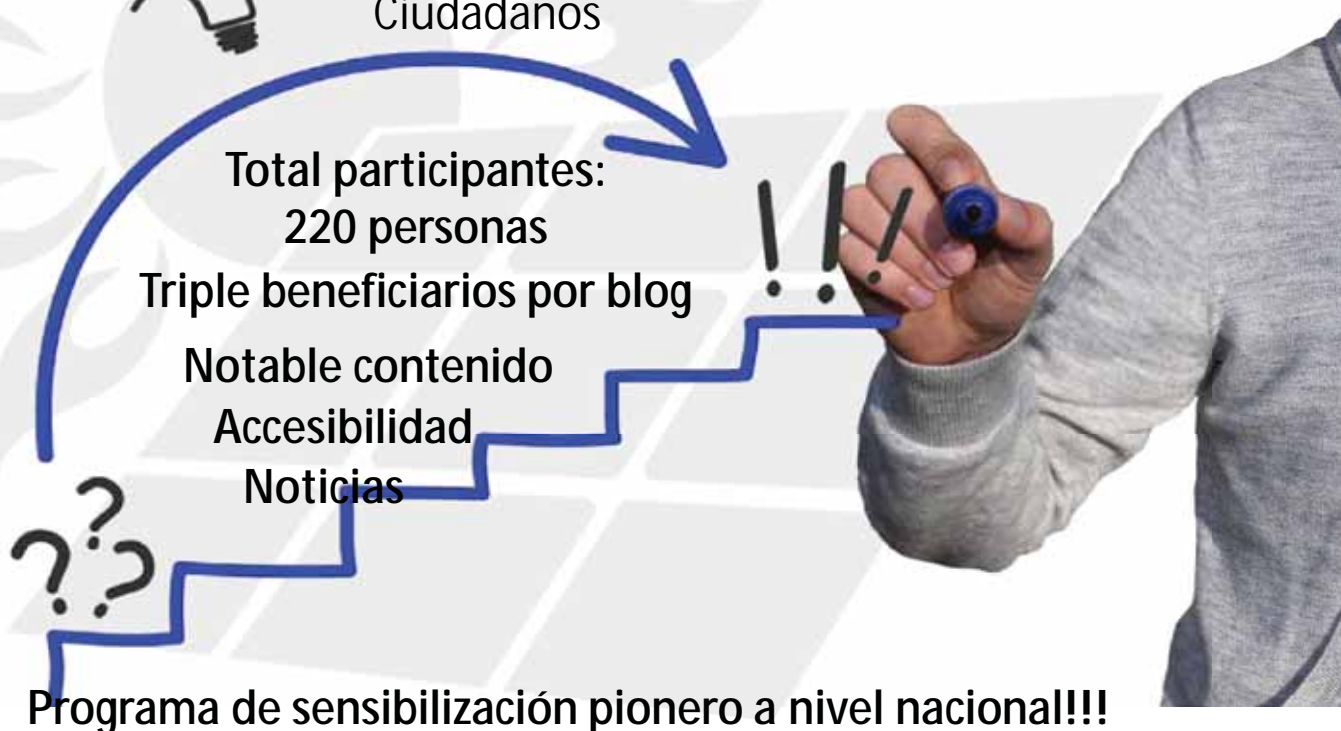 Ciudadanos
Total participantes:
220 personas
Triple beneficiarios por blog
Notable contenido
Accesibilidad
Noticias
!!!
???
Programa de sensibilización pionero a nivel nacional!!!